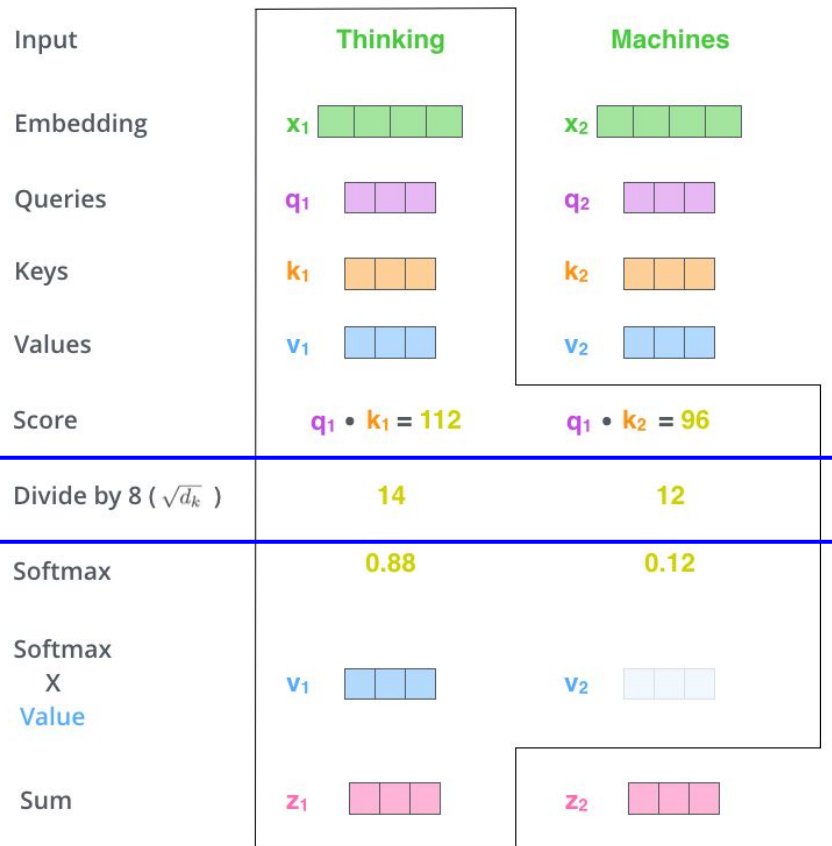 Input Thinking Machines
Embedding x₁ x₂
Queries q₁ q₂
Keys k₁ k₂
Values v₁ v₂
Score q₁ • k₁ = 112 q₁ • k₂ = 96
Divide by 8 ( √dₖ ) 14 12
Softmax 0.88 0.12
Softmax
X
Value v₁ v₂
Sum z₁ z₂